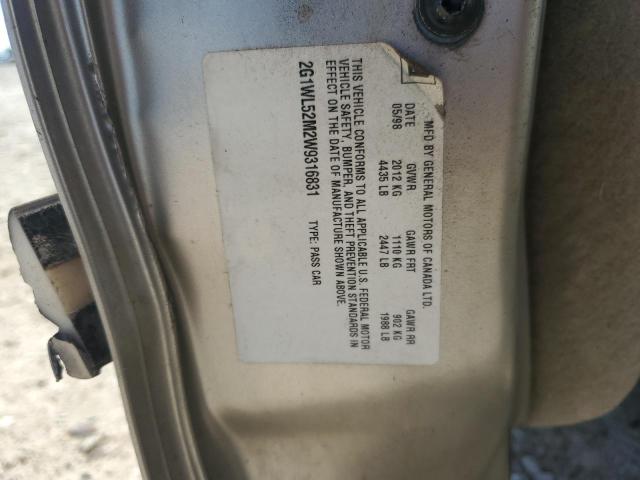 MFD BY GENERAL MOTORS OF CANADA LTD.
DATE GVWR GAWR FRT GAWR RR
05/98 2012 KG 1110 KG 902 KG
4435 LB 2447 LB 1988 LB
THIS VEHICLE CONFORMS TO ALL APPLICABLE U.S. FEDERAL MOTOR
VEHICLE SAFETY, BUMPER, AND THEFT PREVENTION STANDARDS IN
EFFECT ON THE DATE OF MANUFACTURE SHOWN ABOVE.
2G1WL52M2W9316831 TYPE: PASS CAR